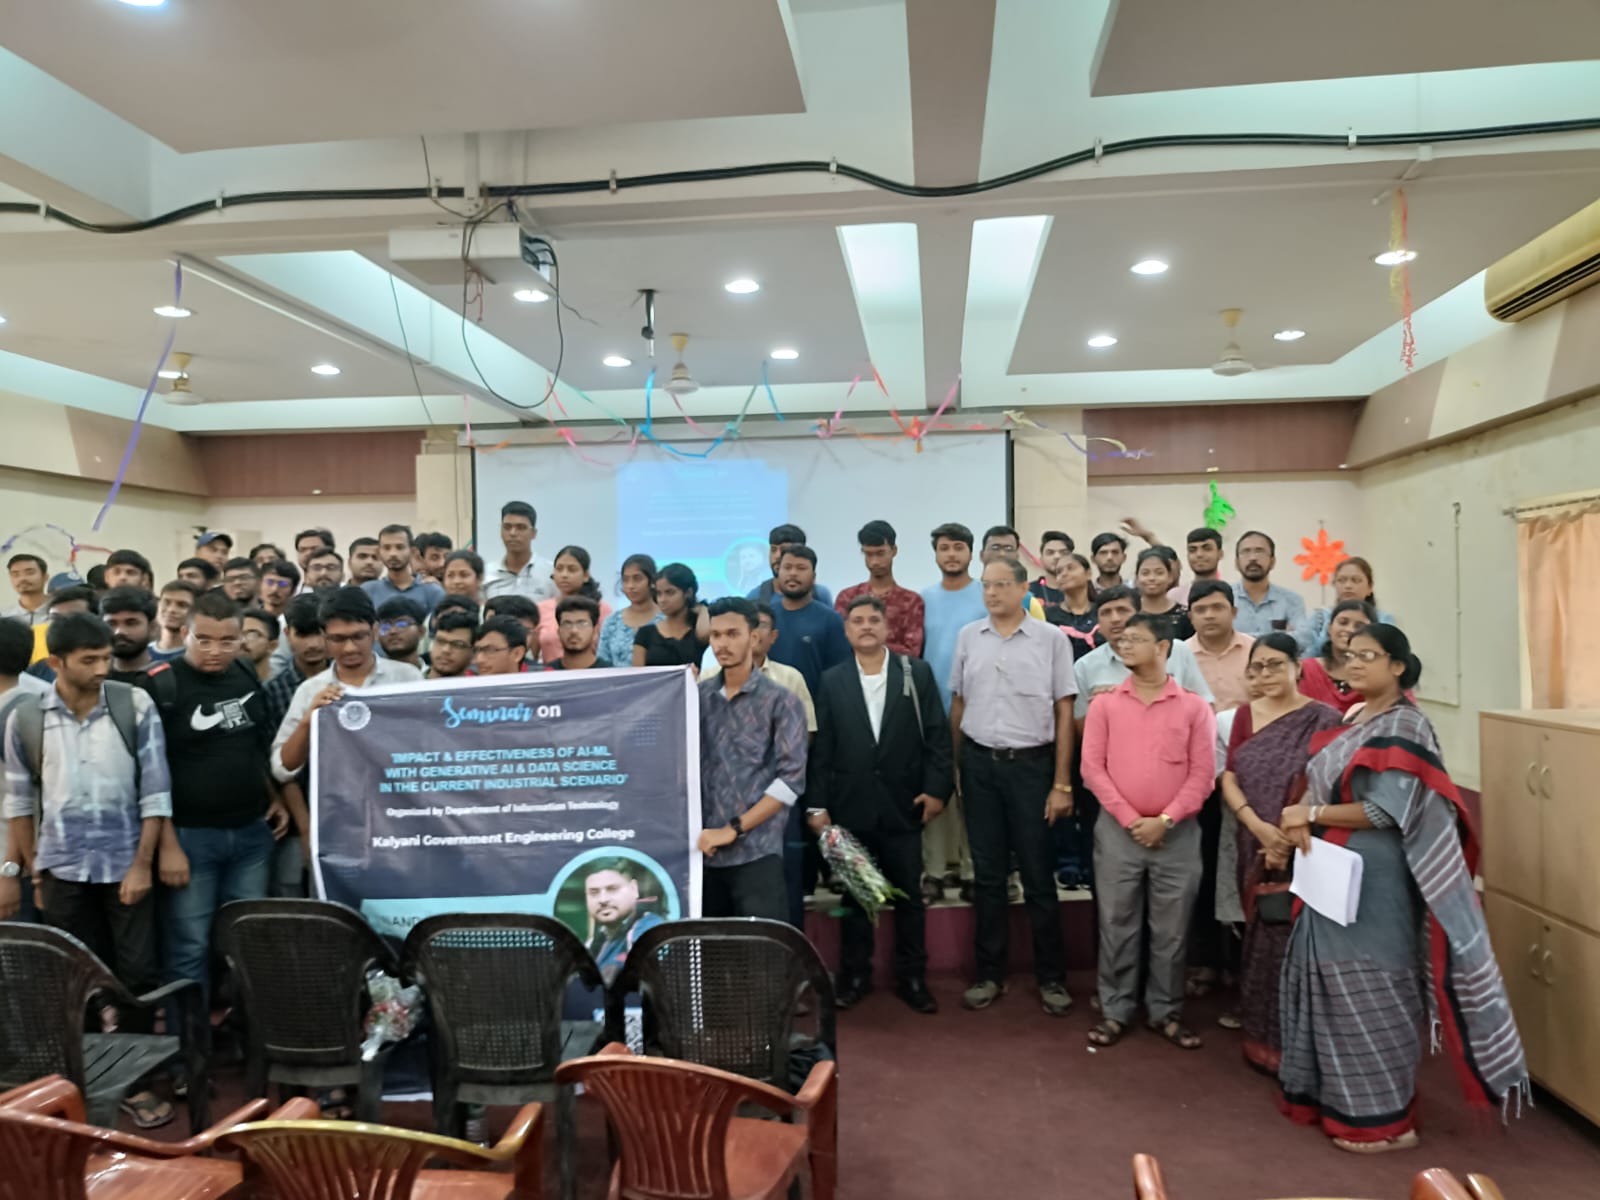 Seminar on
'IMPACT & EFFECTIVENESS OF AI-ML
WITH GENERATIVE AI & DATA SCIENCE
IN THE CURRENT INDUSTRIAL SCENARIO'
Organized by Department of Information Technology
Kalyani Government Engineering College